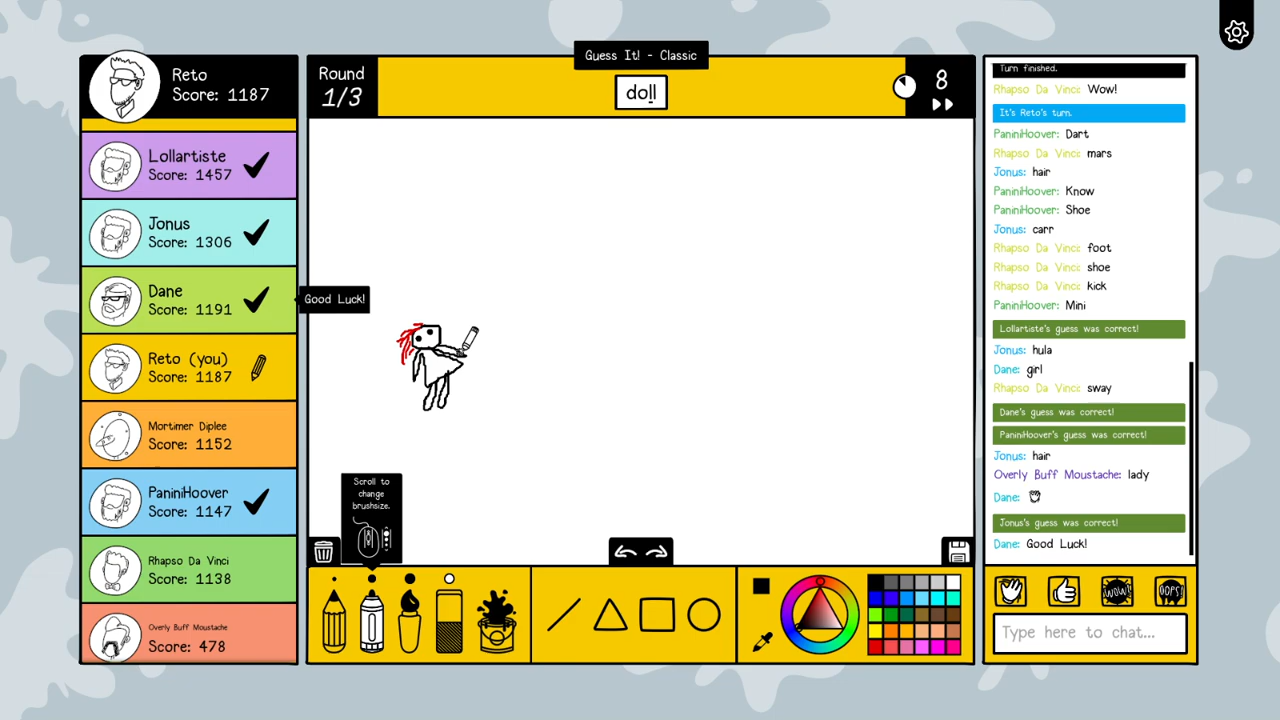 Guess It! - Classic
Reto
Score: 1187
Lollartiste
Score: 1457
Jonus
Score: 1306
Dane
Score: 1191
Reto (you)
Score: 1187
Mortimer Diplee
Score: 1152
PaniniHoover
Score: 1147
Rhapso Da Vinci
Score: 1138
Overly Buff Moustache
Score: 478
Good Luck!
Round
1/3
doll
8
Scroll to
change
brushsize.
Turn finished.
Rhapso Da Vinci: Wow!
It's Reto's turn.
PaniniHoover: Dart
Rhapso Da Vinci: mars
Jonus: hair
PaniniHoover: Know
PaniniHoover: Shoe
Jonus: carr
Rhapso Da Vinci: foot
Rhapso Da Vinci: shoe
Rhapso Da Vinci: kick
PaniniHoover: Mini
Lollartiste's guess was correct!
Jonus: hula
Dane: girl
Rhapso Da Vinci: sway
Dane's guess was correct!
PaniniHoover's guess was correct!
Jonus: hair
Overly Buff Moustache: lady
Dane:
Jonus's guess was correct!
Dane: Good Luck!
WOW!
OOPS!
Type here to chat...